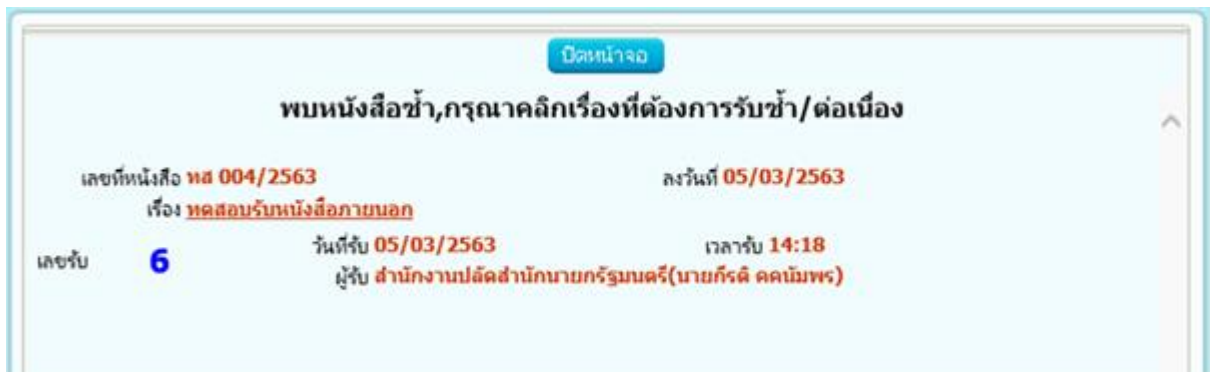 ปิดหน้าจอ
พบหนังสือซ้ำ,กรุณาคลิกเรื่องที่ต้องการรับซ้ำ/ต่อเนื่อง
เลขที่หนังสือ ทส 004/2563 ลงวันที่ 05/03/2563
เรื่อง ทดสอบรับหนังสือภายนอก
วันที่รับ 05/03/2563 เวลารับ 14:18
เลขรับ 6
ผู้รับ สำนักงานปลัดสำนักนายกรัฐมนตรี(นายกีรติ คคนัมพร)